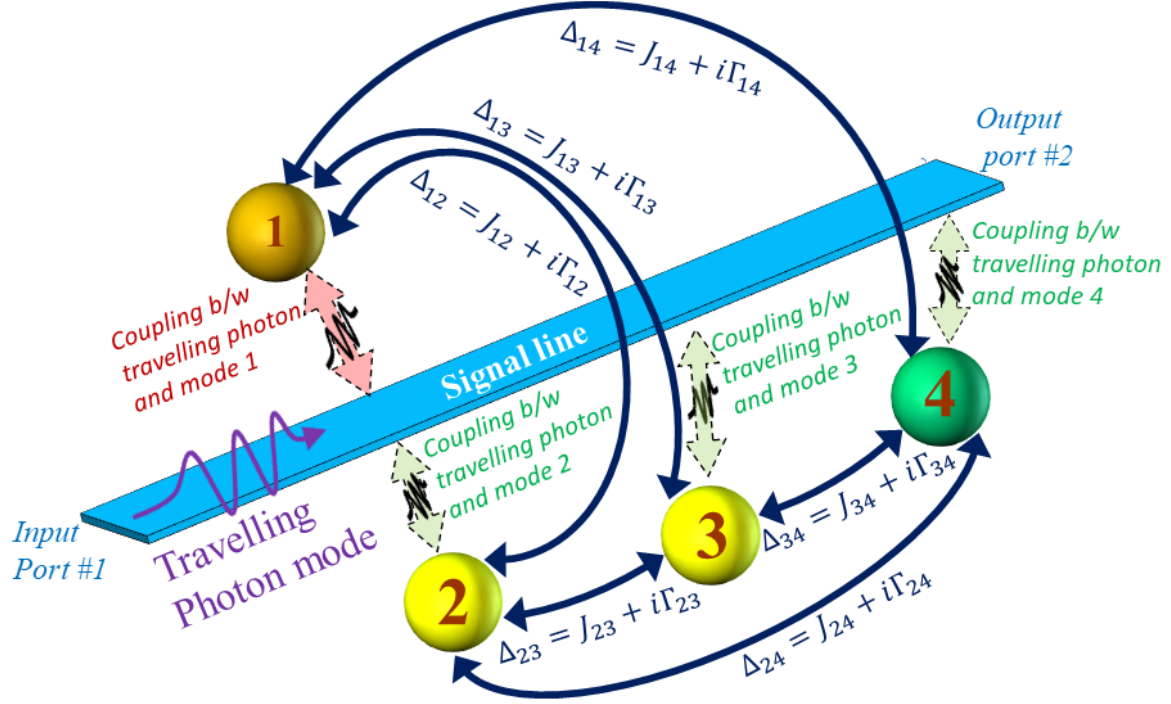 Δ₁₄ = J₁₄ + iΓ₁₄
Δ₁₃ = J₁₃ + iΓ₁₃
Δ₁₂ = J₁₂ + iΓ₁₂
Output
port #2
1
Coupling b/w
travelling photon
and mode 1
Signal line
Coupling b/w
travelling photon
and mode 4
Coupling b/w
travelling photon
and mode 3
Coupling b/w
travelling photon
and mode 2
4
Input
Port #1
Travelling
Photon mode
3
2
Δ₃₄ = J₃₄ + iΓ₃₄
Δ₂₃ = J₂₃ + iΓ₂₃
Δ₂₄ = J₂₄ + iΓ₂₄